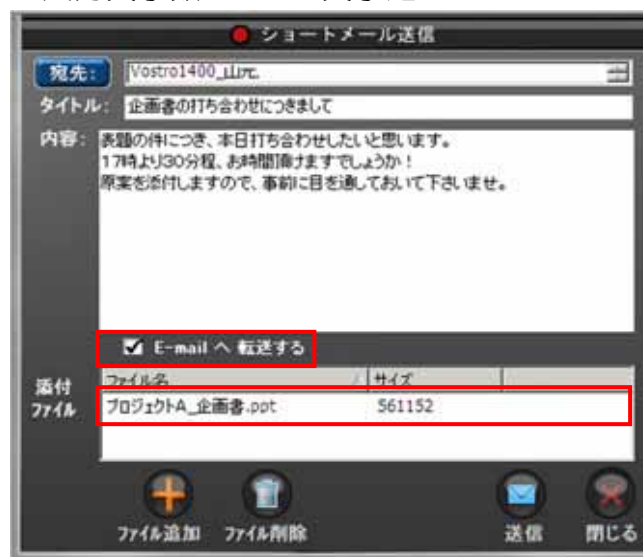 ショートメール送信
宛先: Vostro1400_山元
タイトル: 企画書の打ち合わせにつきまして
内容: 表題の件につき、本日打ち合わせしたいと思います。
17時より30分程、お時間頂けますでしょうか！
原案を添付しますので、事前に目を通しておいて下さいませ。
E-mail へ 転送する
添付ファイル
ファイル名 / サイズ
プロジェクトA_企画書.ppt 561152
ファイル追加 ファイル削除 送信 閉じる